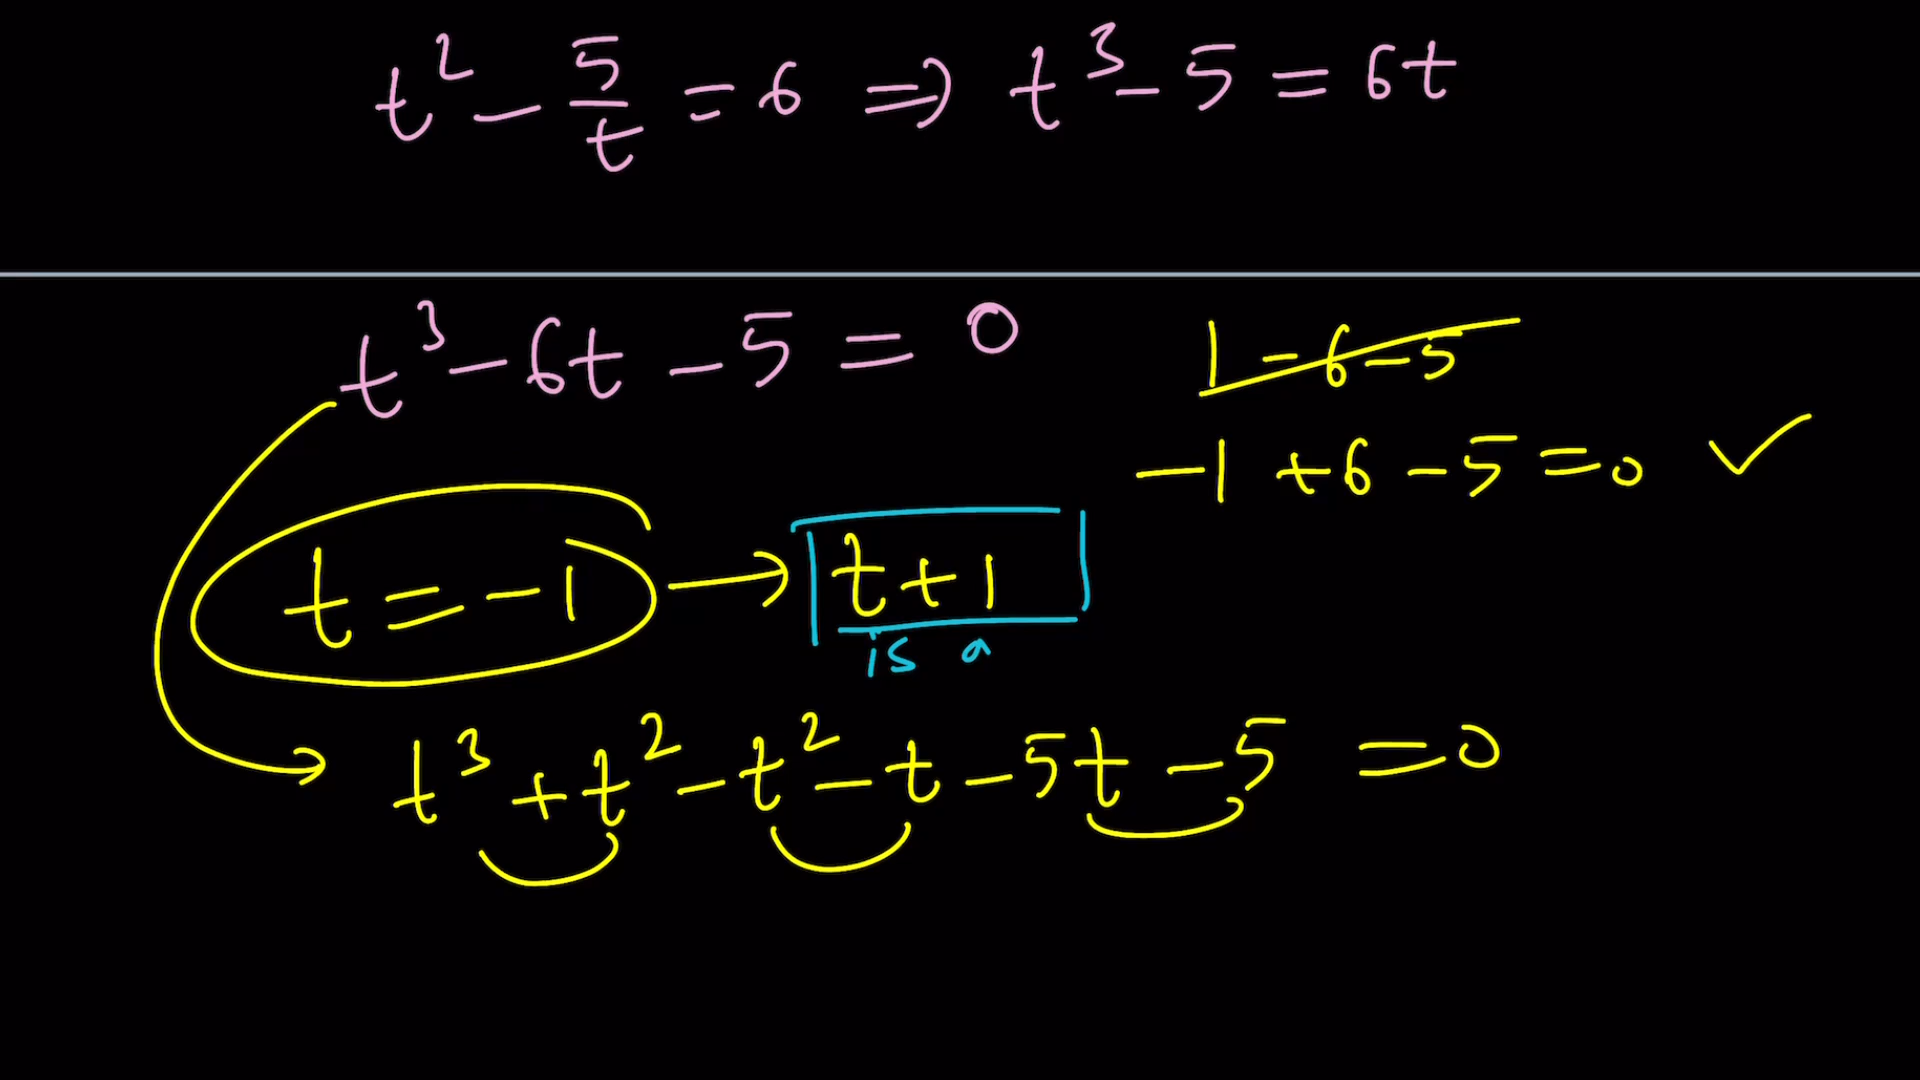 t² - 5/t = 6 ⇒ t³ - 5 = 6t
t³ - 6t - 5 = 0
1 - 6 - 5
-1 + 6 - 5 = 0 ✓
t = -1 → t + 1
is a
→ t³ + t² - t² - t - 5t - 5 = 0